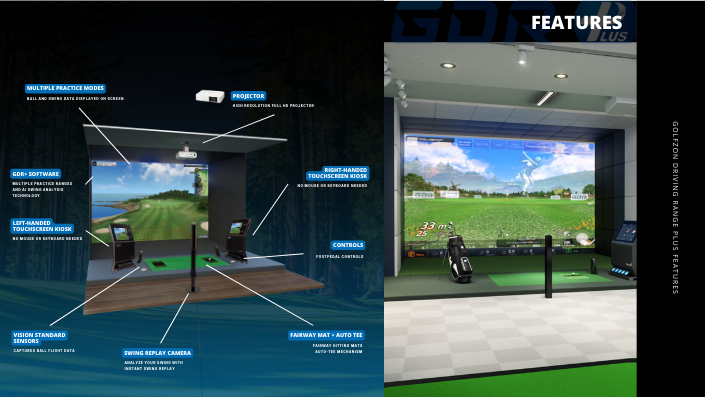 GDR PLUS
FEATURES
MULTIPLE PRACTICE MODES
BALL AND SWING DATA DISPLAYED ON SCREEN
PROJECTOR
HIGH RESOLUTION FULL HD PROJECTOR
GDR+ SOFTWARE
MULTIPLE PRACTICE RANGES
AND AI SWING ANALYSIS
TECHNOLOGY
RIGHT-HANDED
TOUCHSCREEN KIOSK
NO MOUSE OR KEYBOARD NEEDED
LEFT-HANDED
TOUCHSCREEN KIOSK
NO MOUSE OR KEYBOARD NEEDED
CONTROLS
FOOTPEDAL CONTROLS
VISION STANDARD
SENSORS
CAPTURES BALL FLIGHT DATA
SWING REPLAY CAMERA
ANALYZE YOUR SWING WITH
INSTANT SWING REPLAY
FAIRWAY MAT + AUTO TEE
FAIRWAY HITTING MATS
AUTO-TEE MECHANISM
33 m
25
GOLFZON DRIVING RANGE PLUS FEATURES